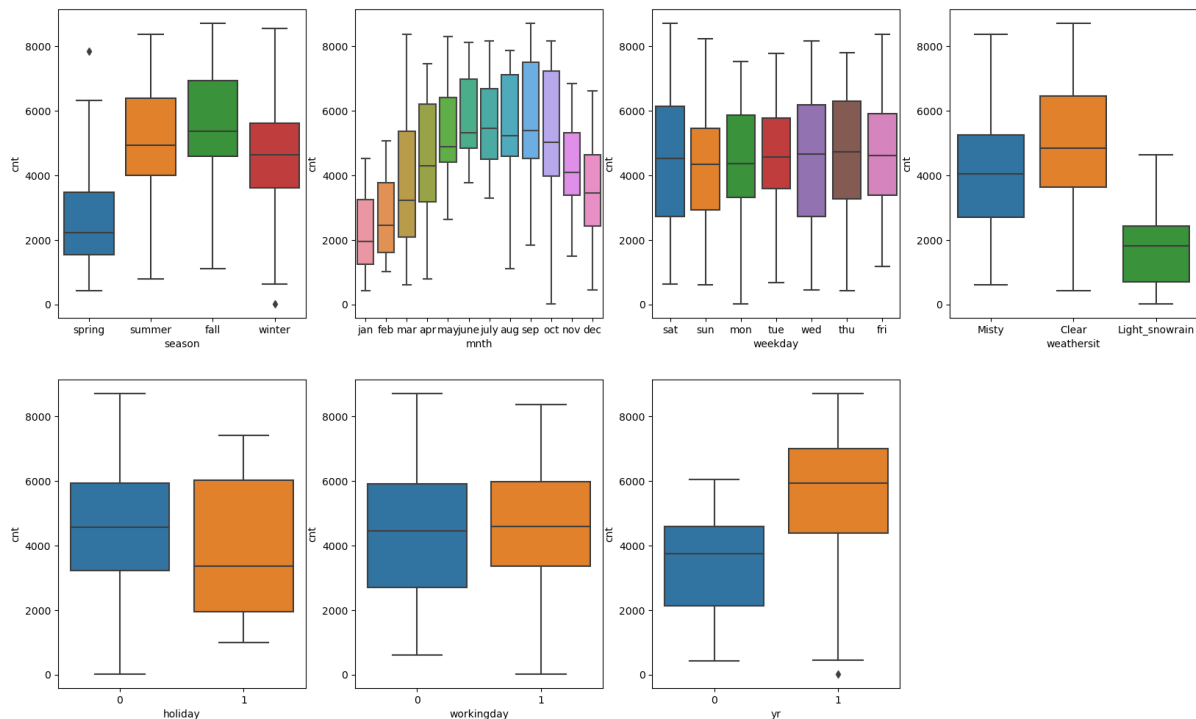 cnt
8000
6000
4000
2000
0
spring summer fall winter
season
cnt
8000
6000
4000
2000
0
jan feb mar apr may june july aug sep oct nov dec
mnth
cnt
8000
6000
4000
2000
0
sat sun mon tue wed thu fri
weekday
cnt
8000
6000
4000
2000
0
Misty Clear Light_snowrain
weathersit
cnt
8000
6000
4000
2000
0
0 1
holiday
cnt
8000
6000
4000
2000
0
0 1
workingday
cnt
8000
6000
4000
2000
0
0 1
yr